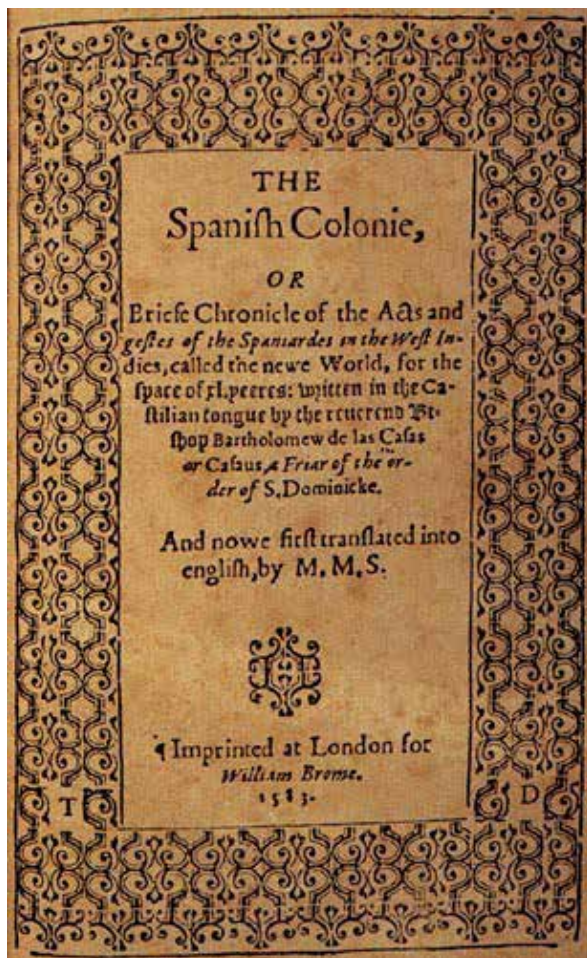 THE
Spaniſh Colonie,
OR
Briefe Chronicle of the Acts and
geſtes of the Spaniardes in the Weſt In-
dies, called the newe World, for the
ſpace of xl. yeeres: written in the Ca-
ſtilian tongue by the reuerend Bi-
ſhop Bartholomew de las Caſas
or Caſaus, a Friar of the or-
der of S. Dominicke.
And nowe firſt tranſlated into
engliſh, by M. M. S.
¶ Imprinted at London for
William Brome.
1583.
T D